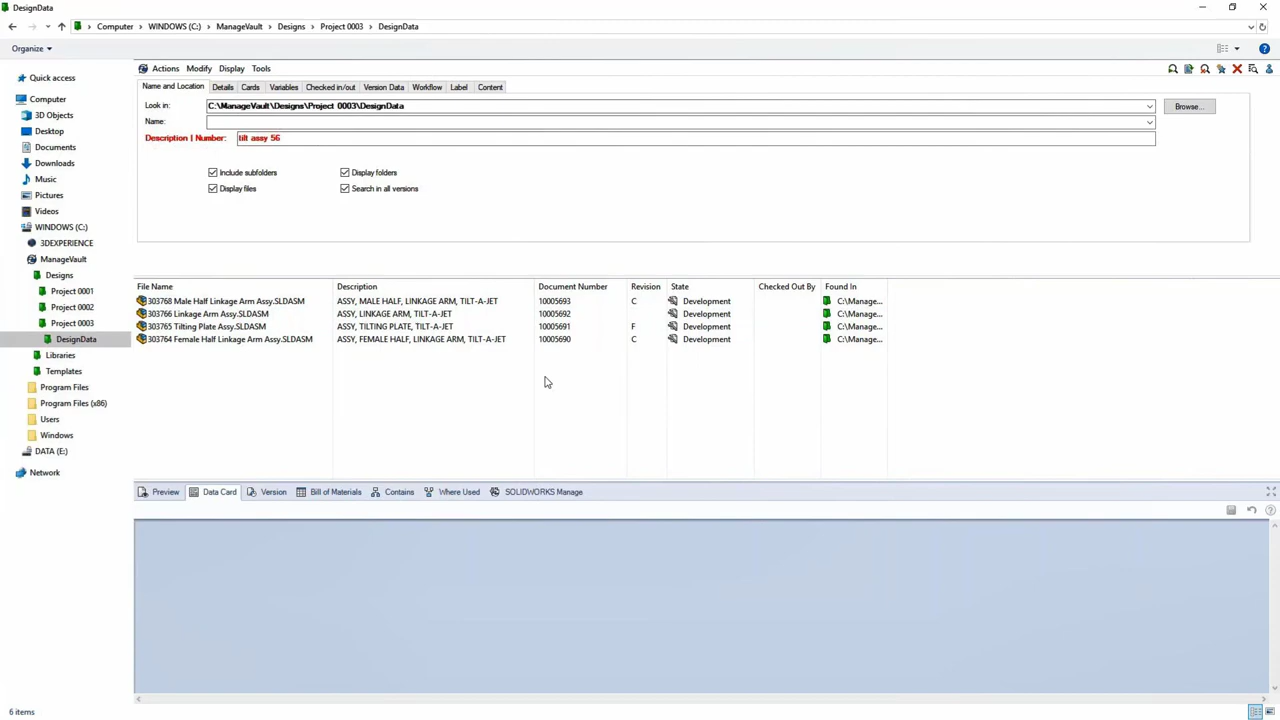 DesignData
Computer > WINDOWS (C:) > ManageVault > Designs > Project 0003 > DesignData
Organize
Quick access
Computer
3D Objects
Desktop
Documents
Downloads
Music
Pictures
Videos
WINDOWS (C:)
3DEXPERIENCE
ManageVault
Designs
Project 0001
Project 0002
Project 0003
DesignData
Libraries
Templates
Program Files
Program Files (x86)
Users
Windows
DATA (E:)
Network
Actions Modify Display Tools
Name and Location Details Cards Variables Checked in/out Version Data Workflow Label Content
Look in: C:\ManageVault\Designs\Project 0003\DesignData Browse...
Name:
Description | Number: tilt assy 56
Include subfolders Display folders
Display files Search in all versions
File Name Description Document Number Revision State Checked Out By Found In
303768 Male Half Linkage Arm Assy.SLDASM ASSY, MALE HALF, LINKAGE ARM, TILT-A-JET 10005693 C Development C:\Manage...
303766 Linkage Arm Assy.SLDASM ASSY, LINKAGE ARM, TILT-A-JET 10005692 Development C:\Manage...
303765 Tilting Plate Assy.SLDASM ASSY, TILTING PLATE, TILT-A-JET 10005691 F Development C:\Manage...
303764 Female Half Linkage Arm Assy.SLDASM ASSY, FEMALE HALF, LINKAGE ARM, TILT-A-JET 10005690 C Development C:\Manage...
Preview Data Card Version Bill of Materials Contains Where Used SOLIDWORKS Manage
6 items